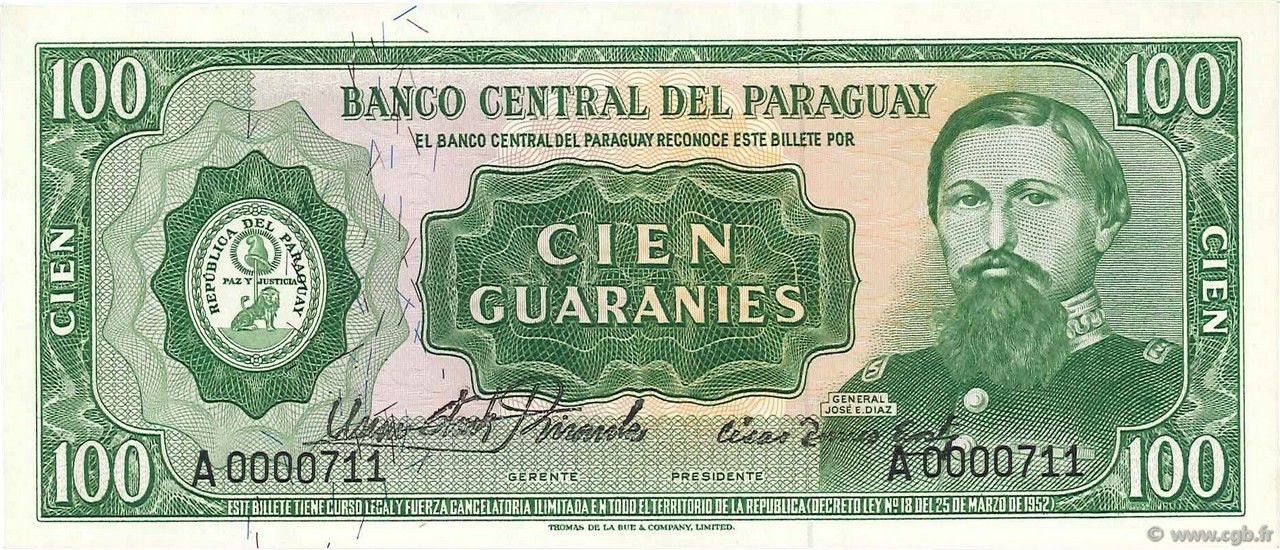 100
100
BANCO CENTRAL DEL PARAGUAY
EL BANCO CENTRAL DEL PARAGUAY RECONOCE ESTE BILLETE POR
REPÚBLICA DEL PARAGUAY
PAZ Y JUSTICIA
CIEN
CIEN
GUARANIES
CIEN
GENERAL
JOSÉ E. DIAZ
A 0000711
A 0000711
GERENTE
PRESIDENTE
100
100
ESTE BILLETE TIENE CURSO LEGAL Y FUERZA CANCELATORIA ILIMITADA EN TODO EL TERRITORIO DE LA REPUBLICA (DECRETO LEY Nº 18 DEL 25 DE MARZO DE 1952)
THOMAS DE LA RUE & COMPANY, LIMITED.
© www.cgb.fr